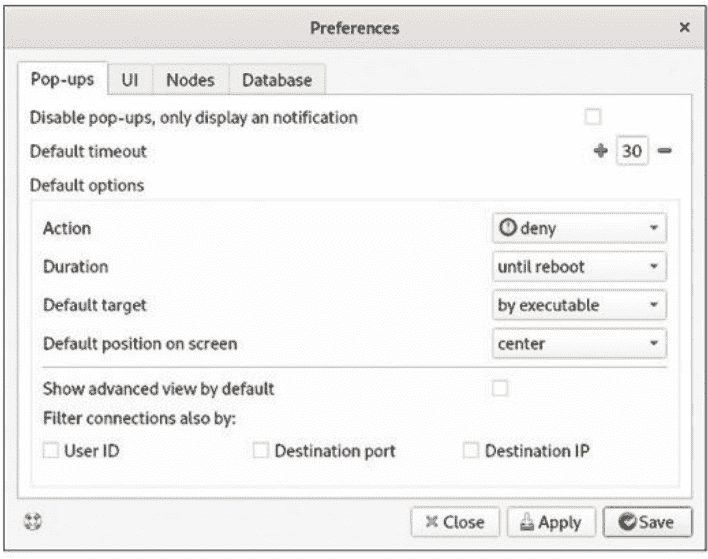 Preferences
Pop-ups UI Nodes Database
Disable pop-ups, only display an notification
Default timeout 30
Default options
Action deny
Duration until reboot
Default target by executable
Default position on screen center
Show advanced view by default
Filter connections also by:
User ID Destination port Destination IP
Close Apply Save